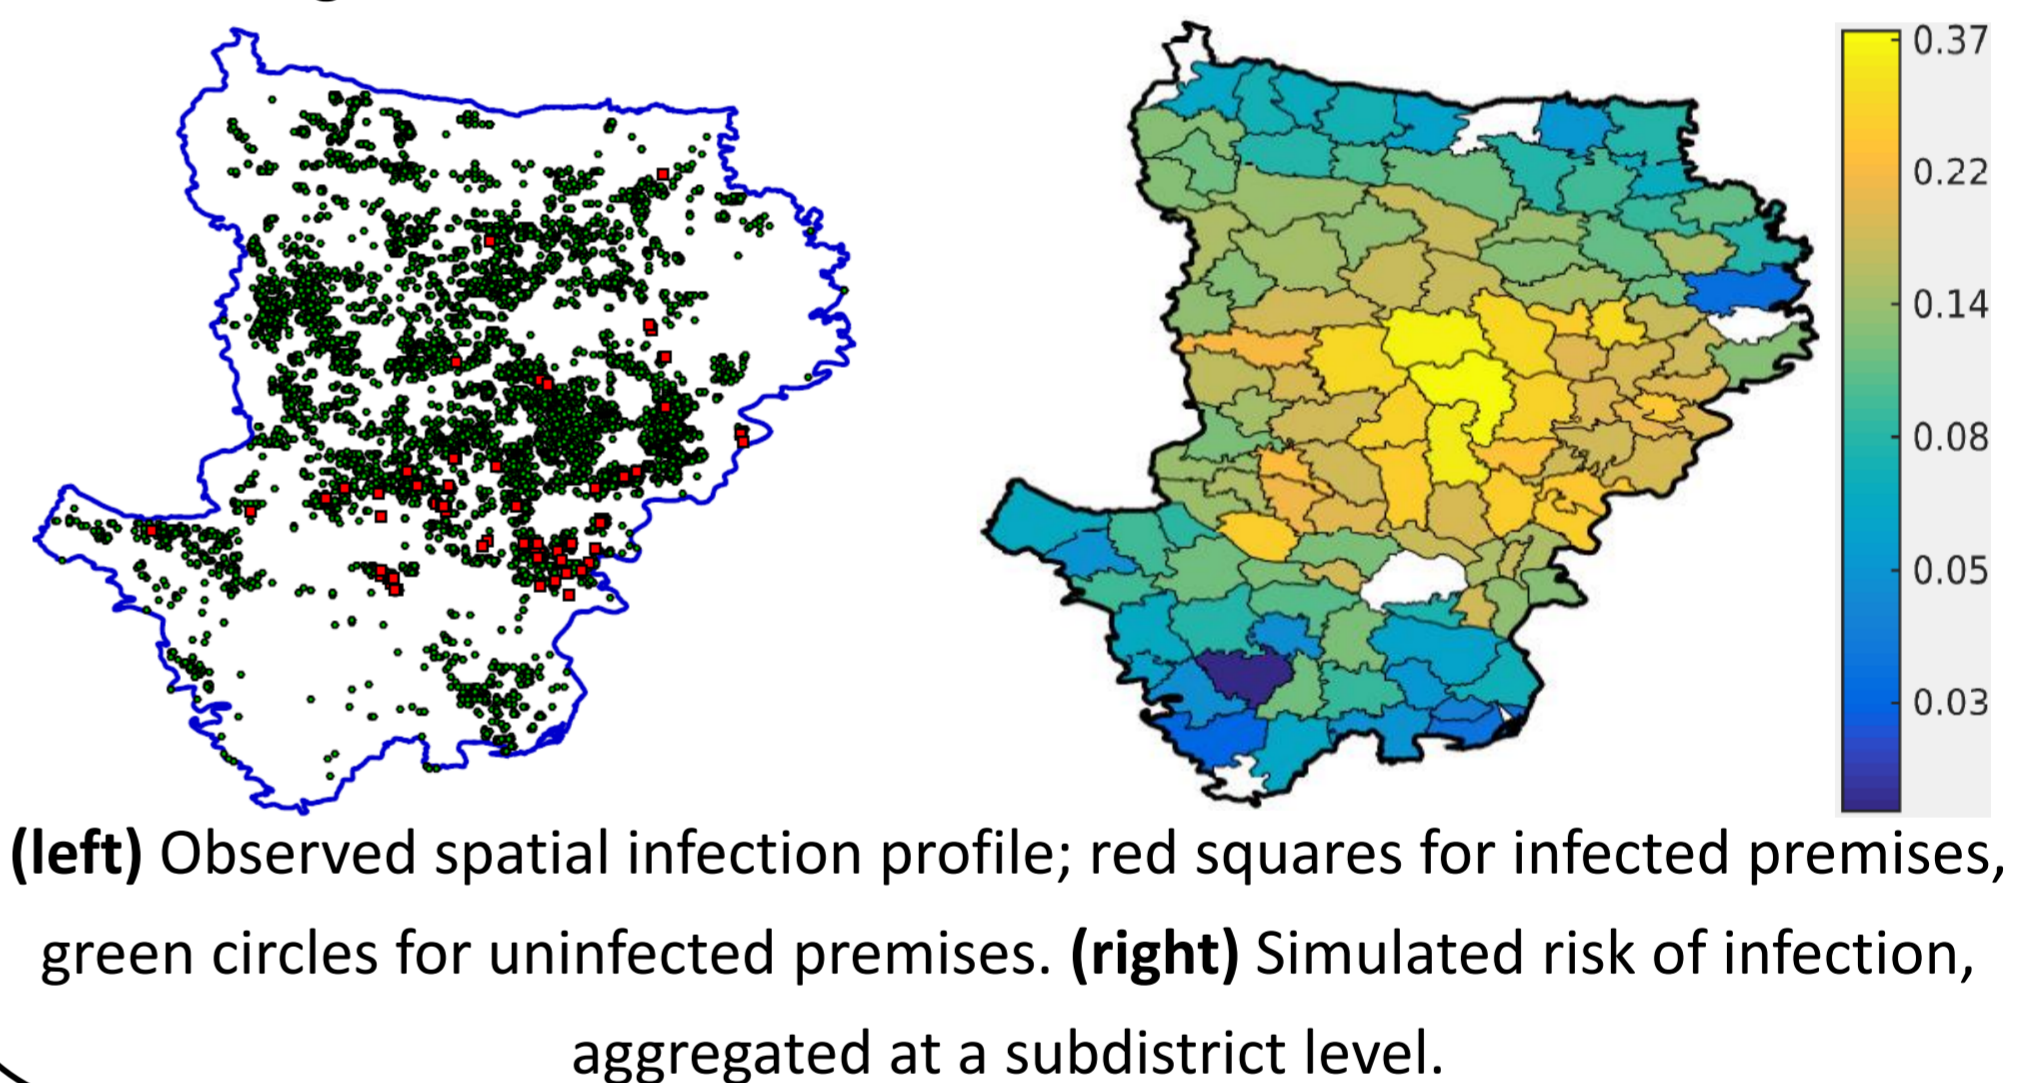 0.37
0.22
0.14
0.08
0.05
0.03
(left) Observed spatial infection profile; red squares for infected premises,
green circles for uninfected premises. (right) Simulated risk of infection,
aggregated at a subdistrict level.